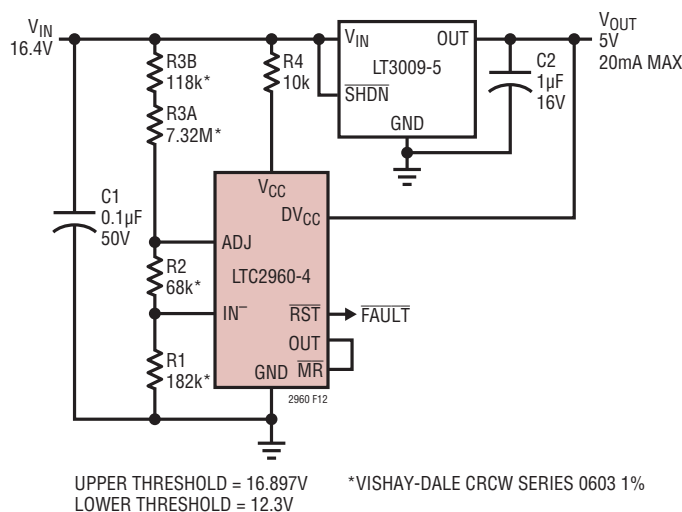 VIN
16.4V
R3B
118k*
R3A
7.32M*
R4
10k
VIN
OUT
LT3009-5
SHDN
GND
C2
1µF
16V
VOUT
5V
20mA MAX
C1
0.1µF
50V
VCC
DVCC
ADJ
LTC2960-4
R2
68k*
IN–
RST
FAULT
OUT
R1
182k*
GND
MR
2960 F12
UPPER THRESHOLD = 16.897V
LOWER THRESHOLD = 12.3V
*VISHAY-DALE CRCW SERIES 0603 1%